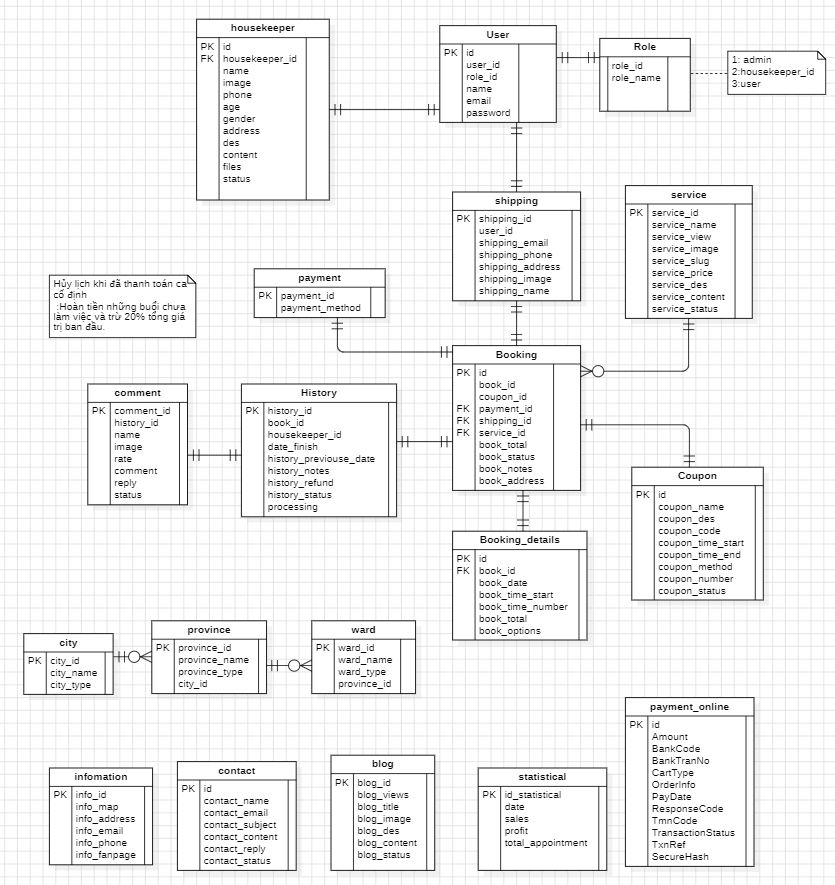 housekeeper
PK id
FK housekeeper_id
name
image
phone
age
gender
address
des
content
files
status
User
PK id
user_id
role_id
name
email
password
Role
role_id
role_name
1: admin
2:housekeeper_id
3:user
shipping
PK shipping_id
user_id
shipping_email
shipping_phone
shipping_address
shipping_image
shipping_name
service
PK service_id
service_name
service_view
service_image
service_slug
service_price
service_des
service_content
service_status
Hủy lịch khi đã thanh toán ca
cố định
:Hoàn tiền những buổi chưa
làm việc và trừ 20% tổng giá
trị ban đầu.
payment
PK payment_id
payment_method
Booking
PK id
book_id
coupon_id
FK payment_id
FK shipping_id
FK service_id
book_total
book_status
book_notes
book_address
comment
PK comment_id
history_id
name
image
rate
comment
reply
status
History
PK history_id
book_id
housekeeper_id
date_finish
history_previouse_date
history_notes
history_refund
history_status
processing
Coupon
PK id
coupon_name
coupon_des
coupon_code
coupon_time_start
coupon_time_end
coupon_method
coupon_number
coupon_status
Booking_details
PK id
FK book_id
book_date
book_time_start
book_time_number
book_total
book_options
city
PK city_id
city_name
city_type
province
PK province_id
province_name
province_type
city_id
ward
PK ward_id
ward_name
ward_type
province_id
payment_online
PK id
Amount
BankCode
BankTranNo
CartType
OrderInfo
PayDate
ResponseCode
TmnCode
TransactionStatus
TxnRef
SecureHash
infomation
PK info_id
info_map
info_address
info_email
info_phone
info_fanpage
contact
PK id
contact_name
contact_email
contact_subject
contact_content
contact_reply
contact_status
blog
PK blog_id
blog_views
blog_title
blog_image
blog_des
blog_content
blog_status
statistical
PK id_statistical
date
sales
profit
total_appointment